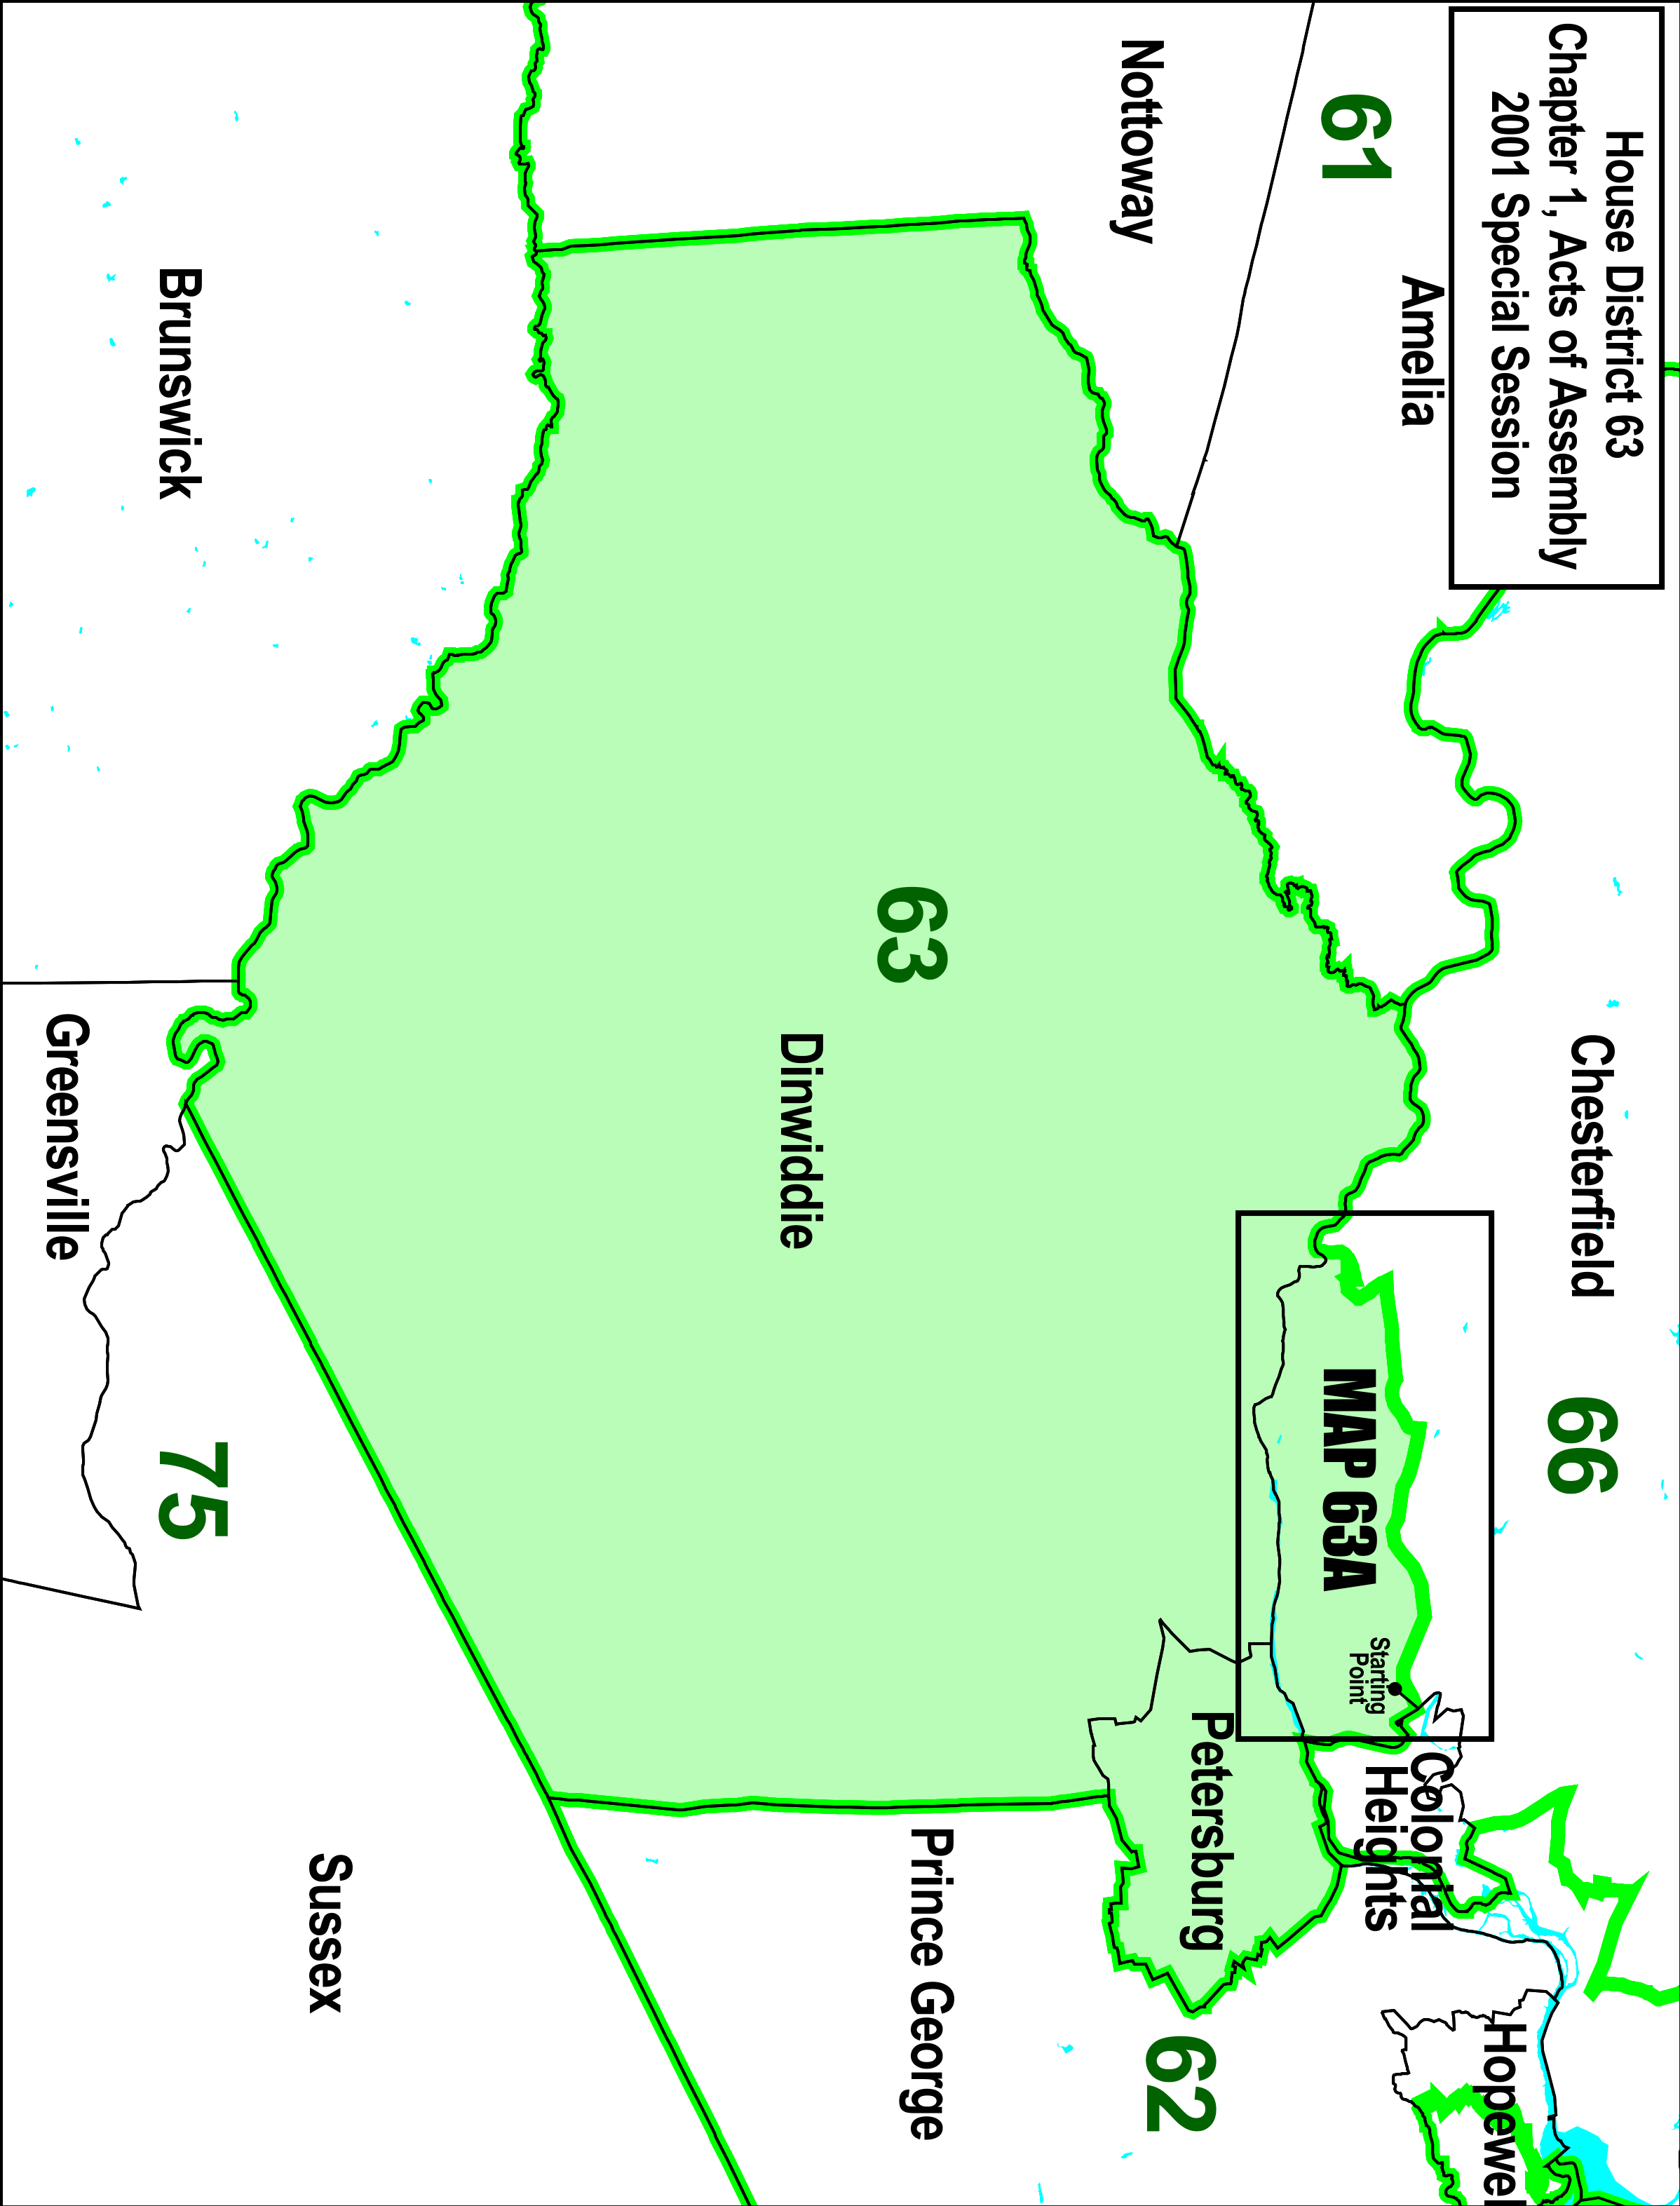 House District 63
Chapter 1, Acts of Assembly
2001 Special Session
61
Amelia
Nottoway
Chesterfield
66
MAP 63A
Starting
Point
Colonial
Heights
Hopewel
63
Dinwiddie
Petersburg
62
Prince George
Brunswick
Greensville
75
Sussex